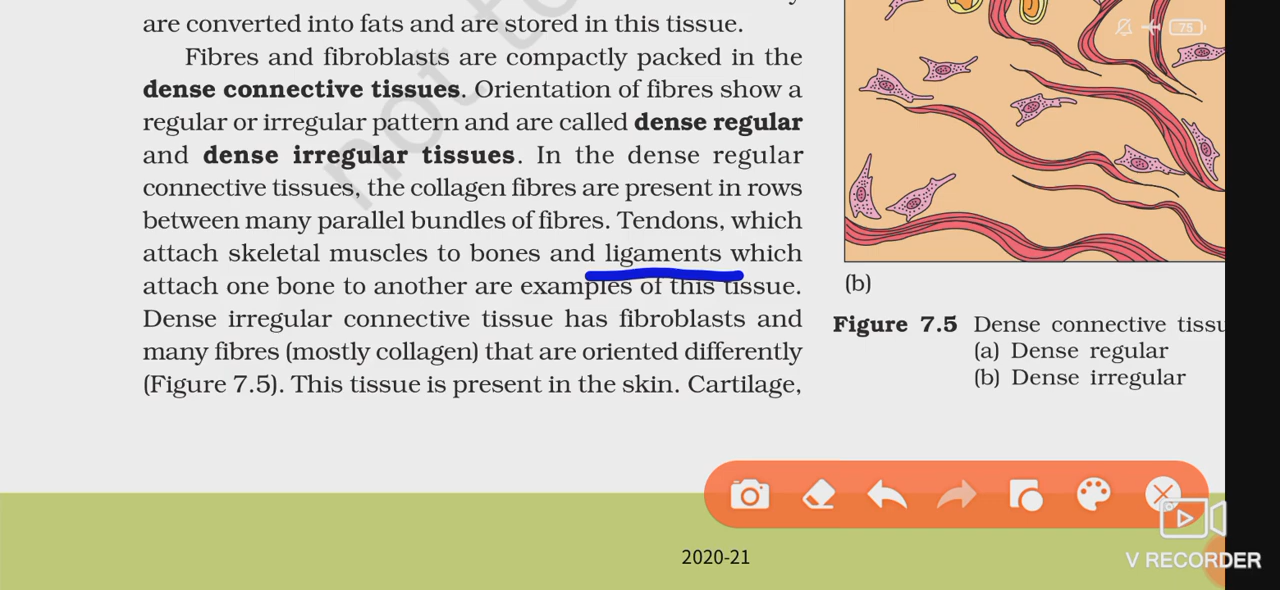 are converted into fats and are stored in this tissue.
Fibres and fibroblasts are compactly packed in the
dense connective tissues. Orientation of fibres show a
regular or irregular pattern and are called dense regular
and dense irregular tissues. In the dense regular
connective tissues, the collagen fibres are present in rows
between many parallel bundles of fibres. Tendons, which
attach skeletal muscles to bones and ligaments which
attach one bone to another are examples of this tissue.
Dense irregular connective tissue has fibroblasts and
many fibres (mostly collagen) that are oriented differently
(Figure 7.5). This tissue is present in the skin. Cartilage,
not
75
(b)
Figure 7.5 Dense connective tissu
(a) Dense regular
(b) Dense irregular
2020-21
V RECORDER